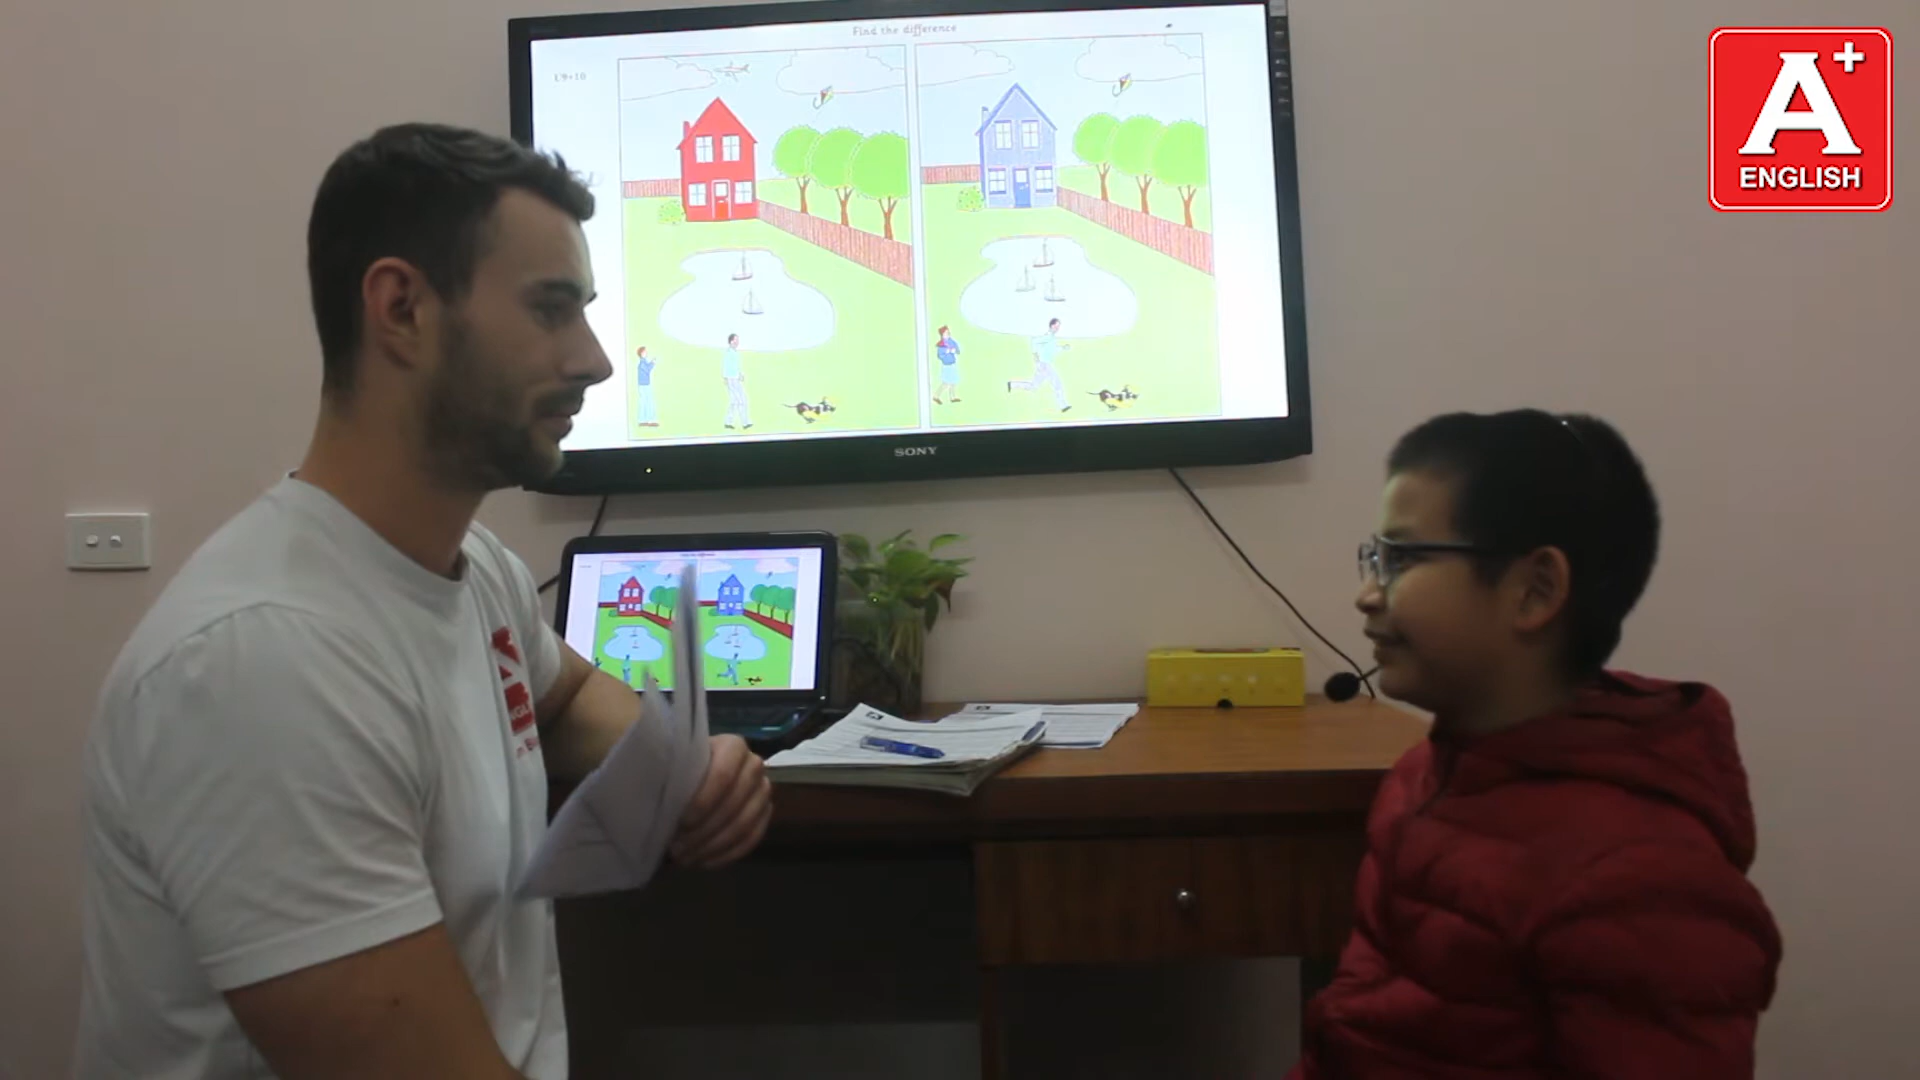 Find the difference
A+
ENGLISH
SONY